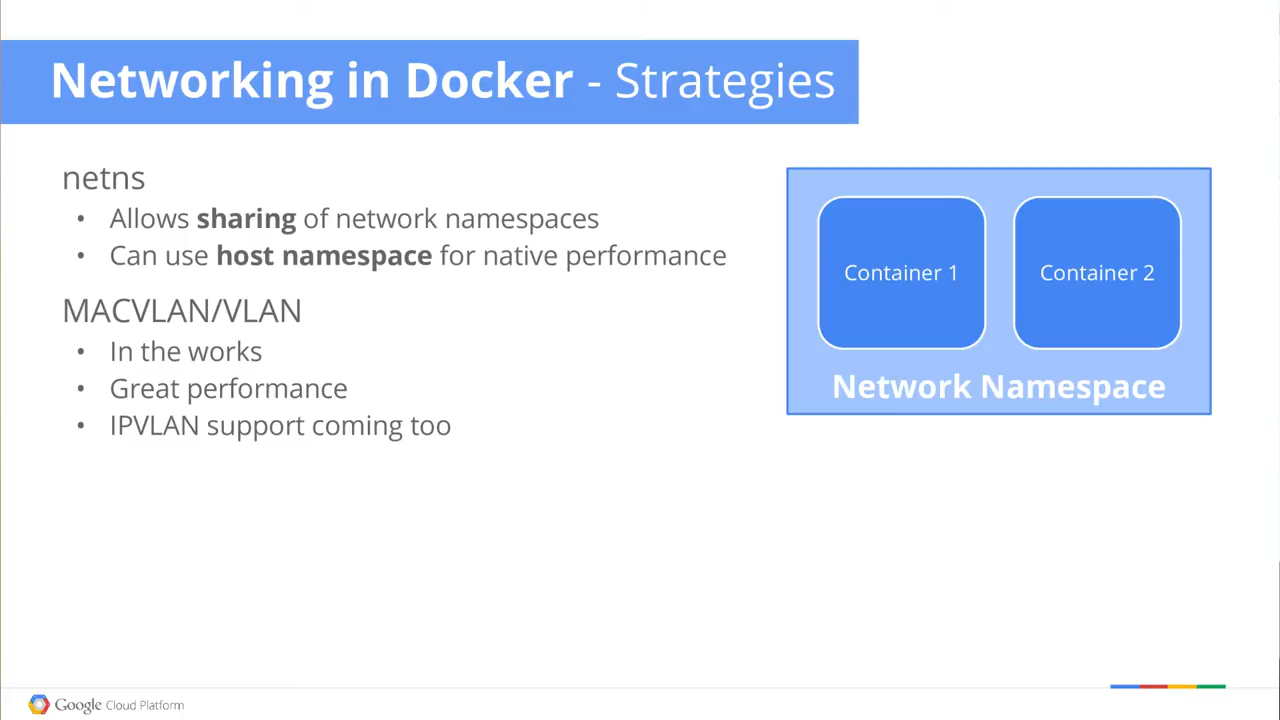 Networking in Docker - Strategies
netns
• Allows sharing of network namespaces
• Can use host namespace for native performance
MACVLAN/VLAN
• In the works
• Great performance
• IPVLAN support coming too
Container 1
Container 2
Network Namespace
Google Cloud Platform